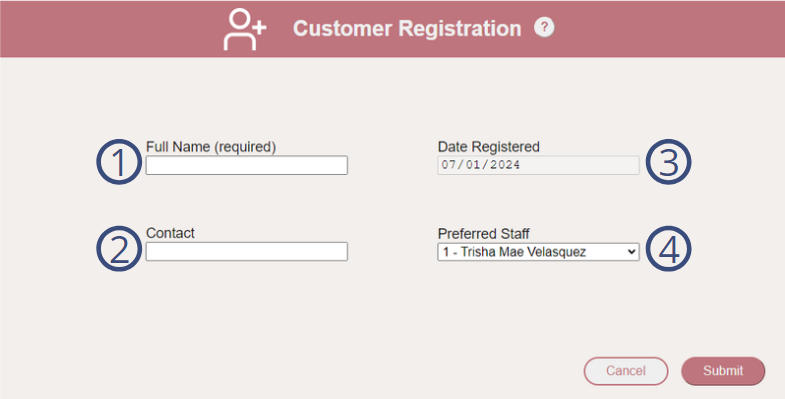 Customer Registration ?
1 Full Name (required)
Date Registered
07/01/2024 3
2 Contact
Preferred Staff
1 - Trisha Mae Velasquez 4
Cancel Submit